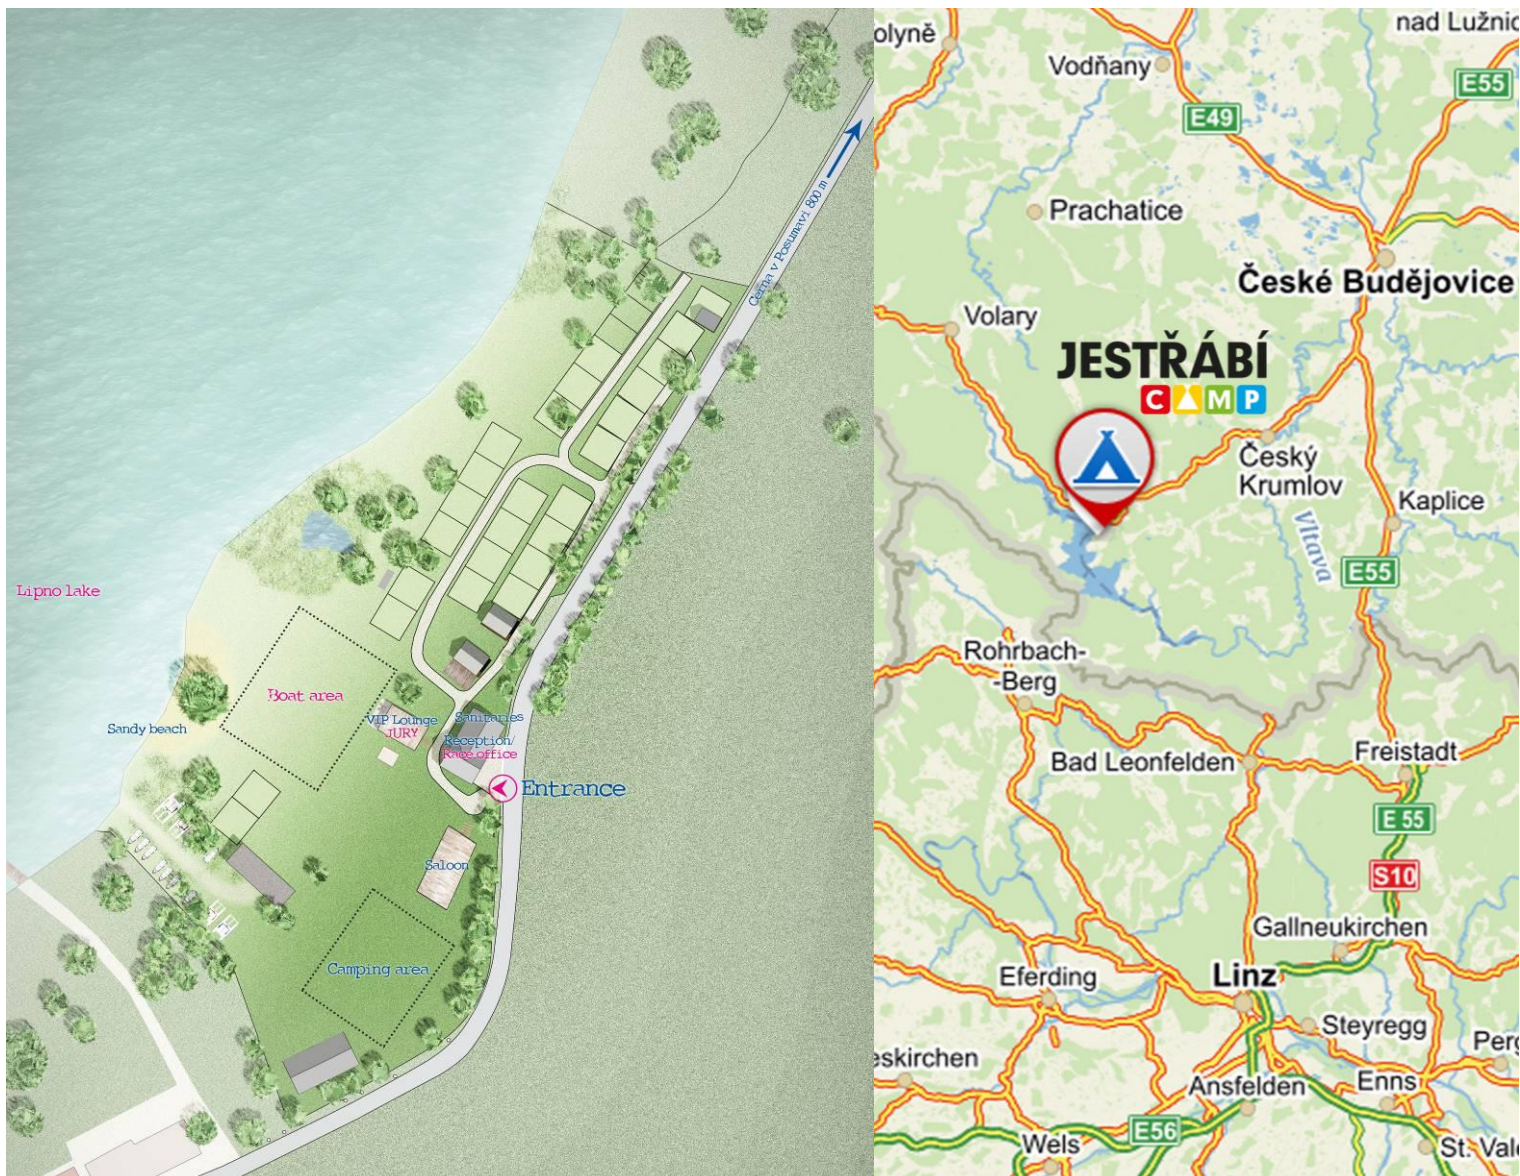 Cerna v Posumavi 800 m
Lipno lake
Boat area
Sandy beach
VIP Lounge
JURY
Sanitaries
Reception/
Race office
Entrance
Saloon
Camping area
olyně
nad Lužnic
Vodňany
E55
E49
Prachatice
České Budějovice
Volary
JESTŘÁBÍ
CAMP
Český
Krumlov
Kaplice
Vltava
E55
Rohrbach-
-Berg
Bad Leonfelden
Freistadt
E 55
S10
Gallneukirchen
Eferding
Linz
Steyregg
Perg
eskirchen
Ansfelden
Enns
E56
Wels
St. Vale